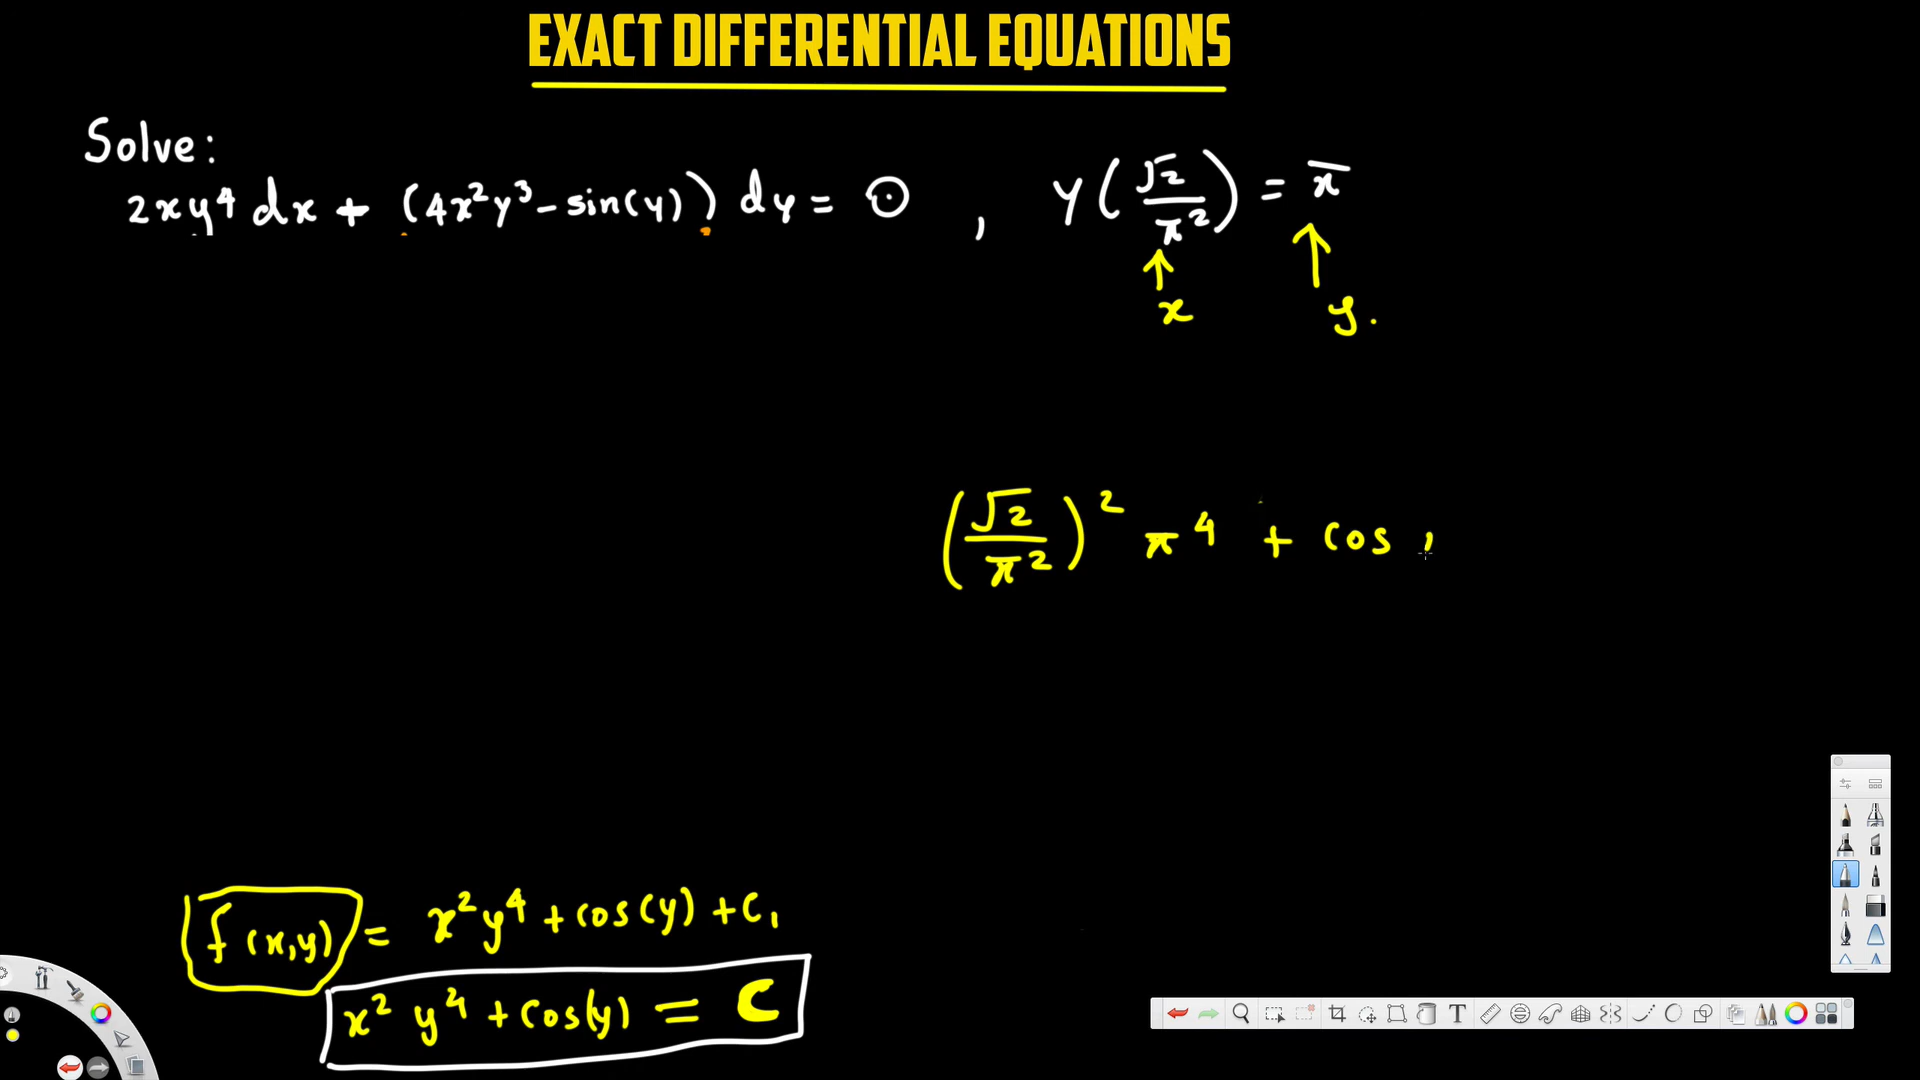 EXACT DIFFERENTIAL EQUATIONS
Solve:
2xy⁴ dx + (4x²y³ - sin(y)) dy = 0 , y(√2/π²) = π
x y.
(√2/π²)² π⁴ + cos
f(x,y) = x²y⁴ + cos(y) + C₁
x² y⁴ + cos(y) = C